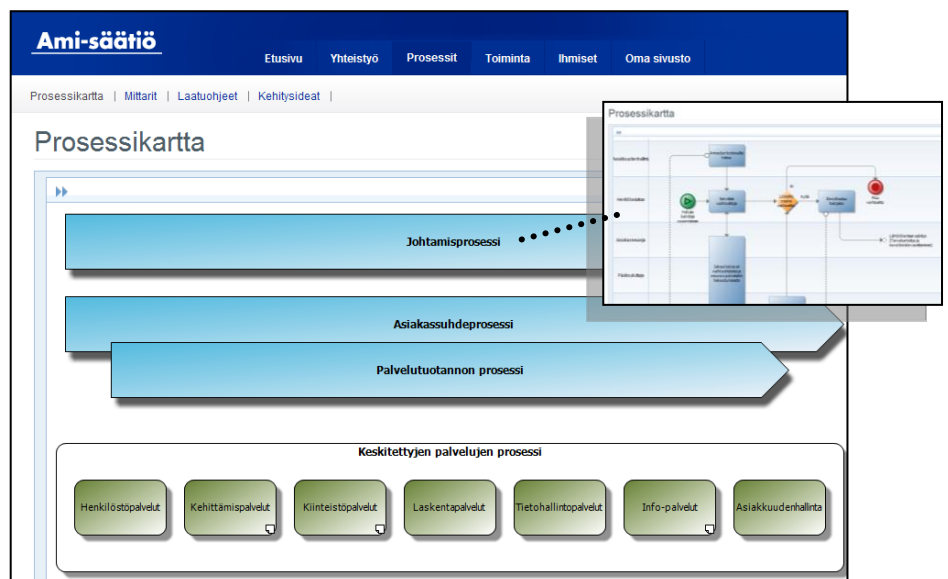 Ami-säätiö
Etusivu Yhteistyö Prosessit Toiminta Ihmiset Oma sivusto
Prosessikartta | Mittarit | Laatuohjeet | Kehitysideat |
Prosessikartta
Prosessikartta
Johtamisprosessi
Asiakassuhdeprosessi
Palvelutuotannon prosessi
Keskitettyjen palvelujen prosessi
Henkilöstöpalvelut Kehittämispalvelut Kiinteistöpalvelut Laskentapalvelut Tietohallintopalvelut Info-palvelut Asiakkuudenhallinta